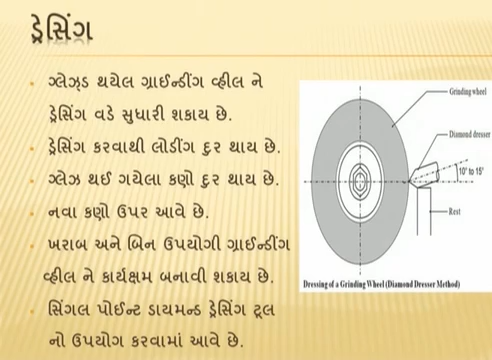 ડ્રેસિંગ
ગ્લેઝ્ડ થયેલ ગ્રાઈન્ડીંગ વ્હીલ ને
ડ્રેસિંગ વડે સુધારી શકાય છે.
ડ્રેસિંગ કરવાથી લોડીંગ દુર થાય છે.
ગ્લેઝ થઈ ગયેલા કણો દુર થાય છે.
નવા કણો ઉપર આવે છે.
ખરાબ અને બિન ઉપયોગી ગ્રાઈન્ડીંગ
વ્હીલ ને કાર્યક્ષમ બનાવી શકાય છે.
સિંગલ પોઈન્ટ ડાયમન્ડ ડ્રેસિંગ ટૂલ
નો ઉપયોગ કરવામાં આવે છે.
Grinding wheel
Diamond dresser
10° to 15°
Rest
Dressing of a Grinding Wheel (Diamond Dresser Method)